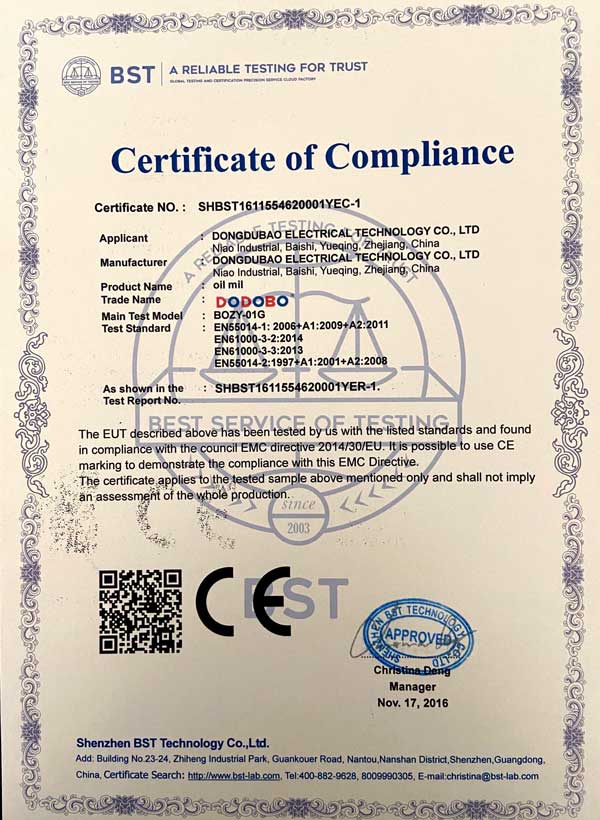 BST A RELIABLE TESTING FOR TRUST
GLOBAL TESTING AND CERTIFICATION PRECISION SERVICE CLOUD FACTORY
Certificate of Compliance
Certificate NO. : SHBST1611554620001YEC-1
Applicant : DONGDUBAO ELECTRICAL TECHNOLOGY CO., LTD
Niao Industrial, Baishi, Yueqing, Zhejiang, China
Manufacturer : DONGDUBAO ELECTRICAL TECHNOLOGY CO., LTD
Niao Industrial, Baishi, Yueqing, Zhejiang, China
Product Name : oil mil
Trade Name : DODOBO
Main Test Model : BOZY-01G
Test Standard : EN55014-1: 2006+A1:2009+A2:2011
EN61000-3-2:2014
EN61000-3-3:2013
EN55014-2:1997+A1:2001+A2:2008
As shown in the : SHBST1611554620001YER-1.
Test Report No.
A RELIABLE TESTING FOR TRUST
BEST SERVICE OF TESTING
The EUT described above has been tested by us with the listed standards and found
in compliance with the council EMC directive 2014/30/EU. It is possible to use CE
marking to demonstrate the compliance with this EMC Directive.
The certificate applies to the tested sample above mentioned only and shall not imply
an assessment of the whole production.
since
2003
CE
BST
SHENZHEN BST TECHNOLOGY CO.,LTD
APPROVED
Christina Deng
Manager
Nov. 17, 2016
Shenzhen BST Technology Co.,Ltd.
Add: Building No.23-24, Zhiheng Industrial Park, Guankouer Road, Nantou,Nanshan District,Shenzhen,Guangdong,
China, Certificate Search: http://www.bst-lab.com, Tel:400-882-9628, 8009990305, E-mail:christina@bst-lab.com